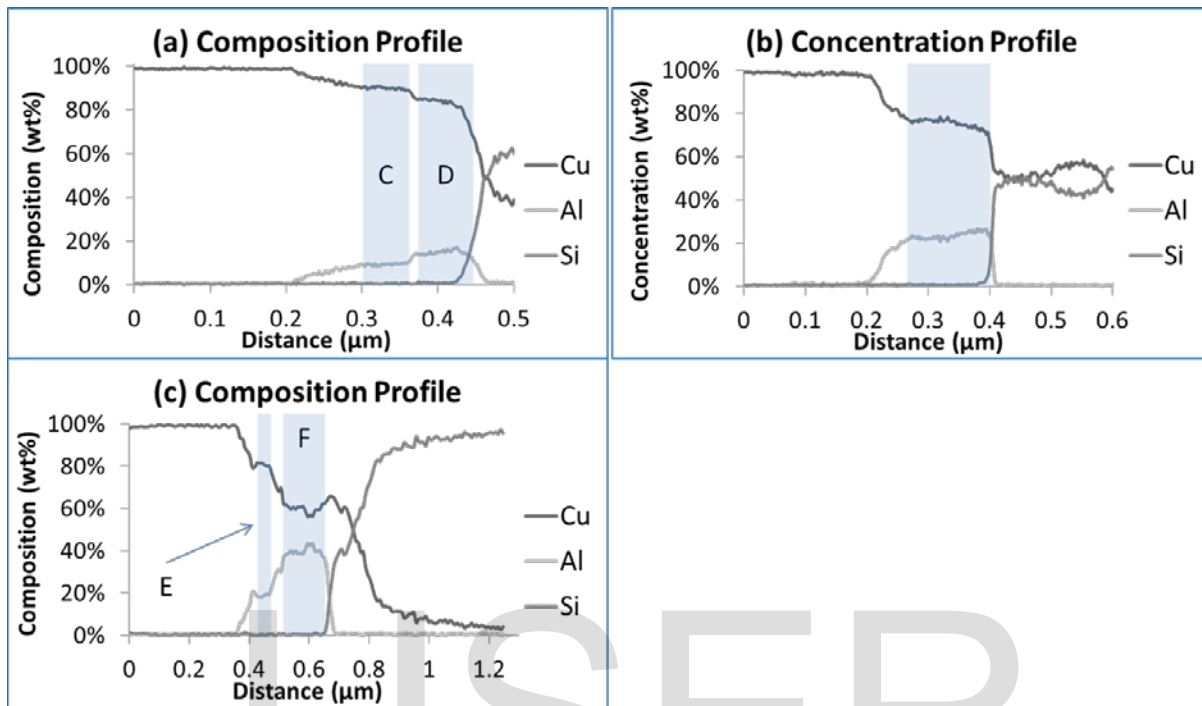 (a) Composition Profile
Composition (wt%)
100%
80%
60%
40%
20%
0%
C
D
Cu
Al
Si
0 0.1 0.2 0.3 0.4 0.5
Distance (µm)
(b) Concentration Profile
Concentration (wt%)
100%
80%
60%
40%
20%
0%
Cu
Al
Si
0 0.1 0.2 0.3 0.4 0.5 0.6
Distance (µm)
(c) Composition Profile
Composition (wt%)
100%
80%
60%
40%
20%
0%
F
E
Cu
Al
Si
0 0.2 0.4 0.6 0.8 1 1.2
Distance (µm)